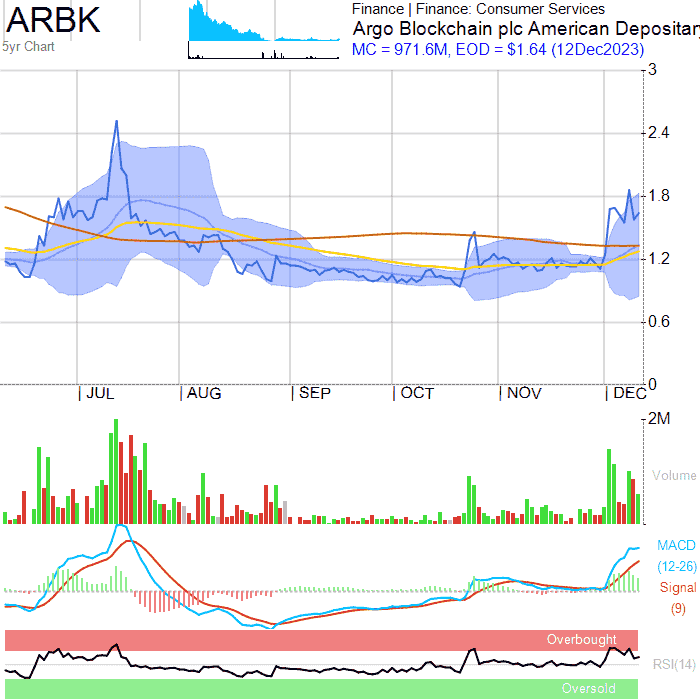 ARBK
5yr Chart
Finance | Finance: Consumer Services
Argo Blockchain plc American Depositary
MC = 971.6M, EOD = $1.64 (12Dec2023)
3
2.4
1.8
1.2
0.6
0
| JUL | AUG | SEP | OCT | NOV | DEC
2M
Volume
MACD
(12-26)
Signal
(9)
Overbought
RSI(14)
Oversold